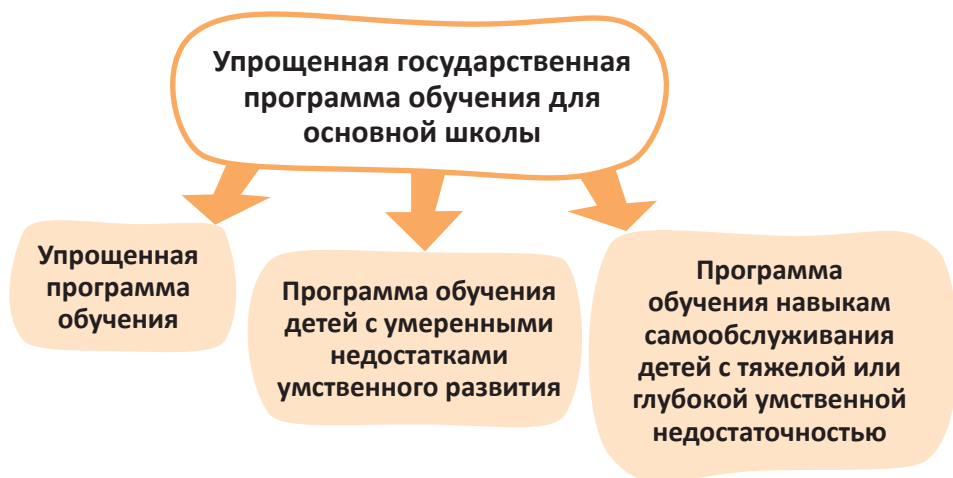 Упрощенная государственная
программа обучения для
основной школы
Упрощенная
программа
обучения
Программа обучения
детей с умеренными
недостатками
умственного развития
Программа
обучения навыкам
самообслуживания
детей с тяжелой или
глубокой умственной
недостаточностью